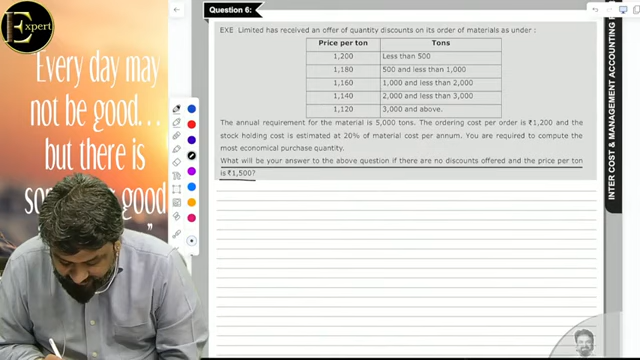 Expert
Every day may
not be good...
but there is
good
Question 6:
EXE Limited has received an offer of quantity discounts on its order of materials as under :
Price per ton Tons
1,200 Less than 500
1,180 500 and less than 1,000
1,160 1,000 and less than 2,000
1,140 2,000 and less than 3,000
1,120 3,000 and above.
The annual requirement for the material is 5,000 tons. The ordering cost per order is ₹1,200 and the
stock holding cost is estimated at 20% of material cost per annum. You are required to compute the
most economical purchase quantity.
What will be your answer to the above question if there are no discounts offered and the price per ton
is ₹1,500?
INTER COST & MANAGEMENT ACCOUNTING